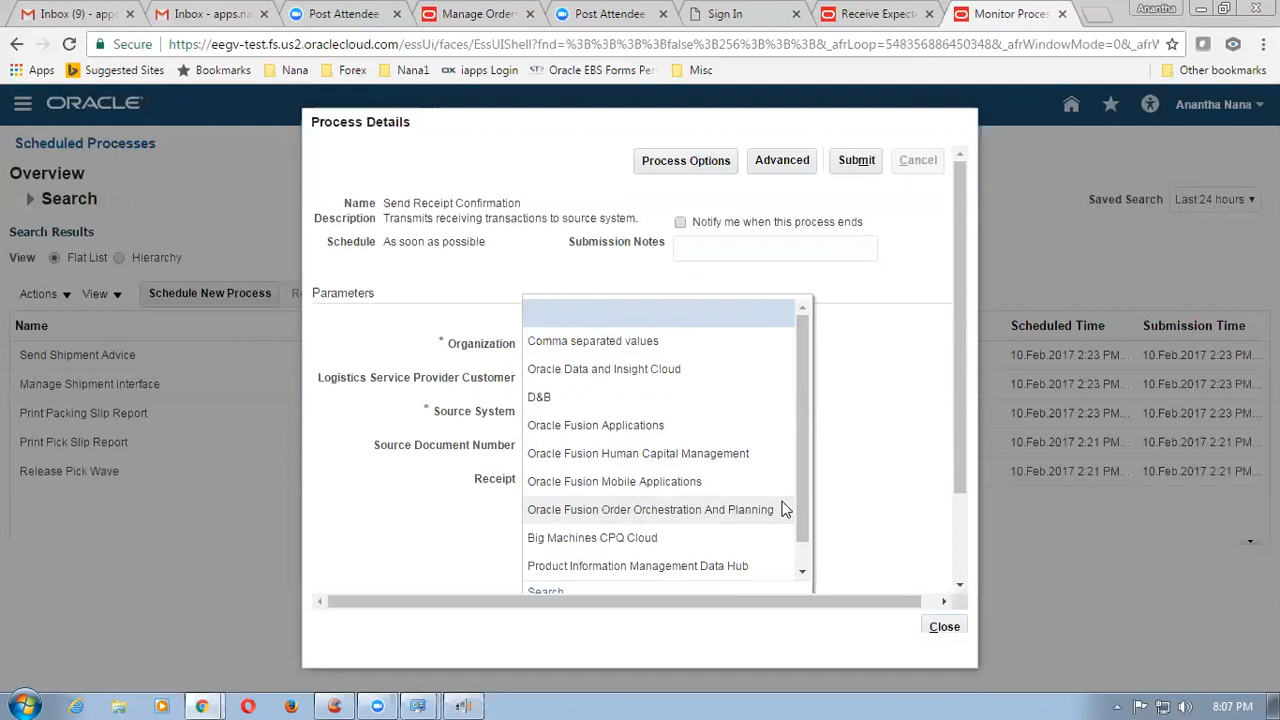 Inbox (9) - apps
Inbox - apps.na
Post Attendee
Manage Order
Post Attendee
Sign In
Receive Expect
Monitor Proces
Anantha
Secure
https://eegv-test.fs.us2.oraclecloud.com/essUi/faces/EssUIShell?fnd=%3B%3B%3B%3Bfalse%3B256%3B%3B%3B&_afrLoop=548356886450348&_afrWindowMode=0&_afrW
Apps
Suggested Sites
Bookmarks
Nana
Forex
Nana1
iapps Login
Oracle EBS Forms Per
Misc
Other bookmarks
ORACLE
Anantha Nana
Scheduled Processes
Overview
Search
Saved Search
Last 24 hours
Search Results
View
Flat List
Hierarchy
Actions
View
Schedule New Process
Name
Scheduled Time
Submission Time
Send Shipment Advice
10.Feb.2017 2:23 PM...
10.Feb.2017 2:23 PM...
Manage Shipment Interface
10.Feb.2017 2:23 PM...
10.Feb.2017 2:23 PM...
Print Packing Slip Report
10.Feb.2017 2:21 PM...
10.Feb.2017 2:21 PM...
Print Pick Slip Report
10.Feb.2017 2:21 PM...
10.Feb.2017 2:21 PM...
Release Pick Wave
10.Feb.2017 2:21 PM...
10.Feb.2017 2:21 PM...
Process Details
Process Options
Advanced
Submit
Cancel
Name Send Receipt Confirmation
Description Transmits receiving transactions to source system.
Notify me when this process ends
Schedule As soon as possible
Submission Notes
Parameters
* Organization
Logistics Service Provider Customer
* Source System
Source Document Number
Receipt
Comma separated values
Oracle Data and Insight Cloud
D&B
Oracle Fusion Applications
Oracle Fusion Human Capital Management
Oracle Fusion Mobile Applications
Oracle Fusion Order Orchestration And Planning
Big Machines CPQ Cloud
Product Information Management Data Hub
Search
Close
8:07 PM